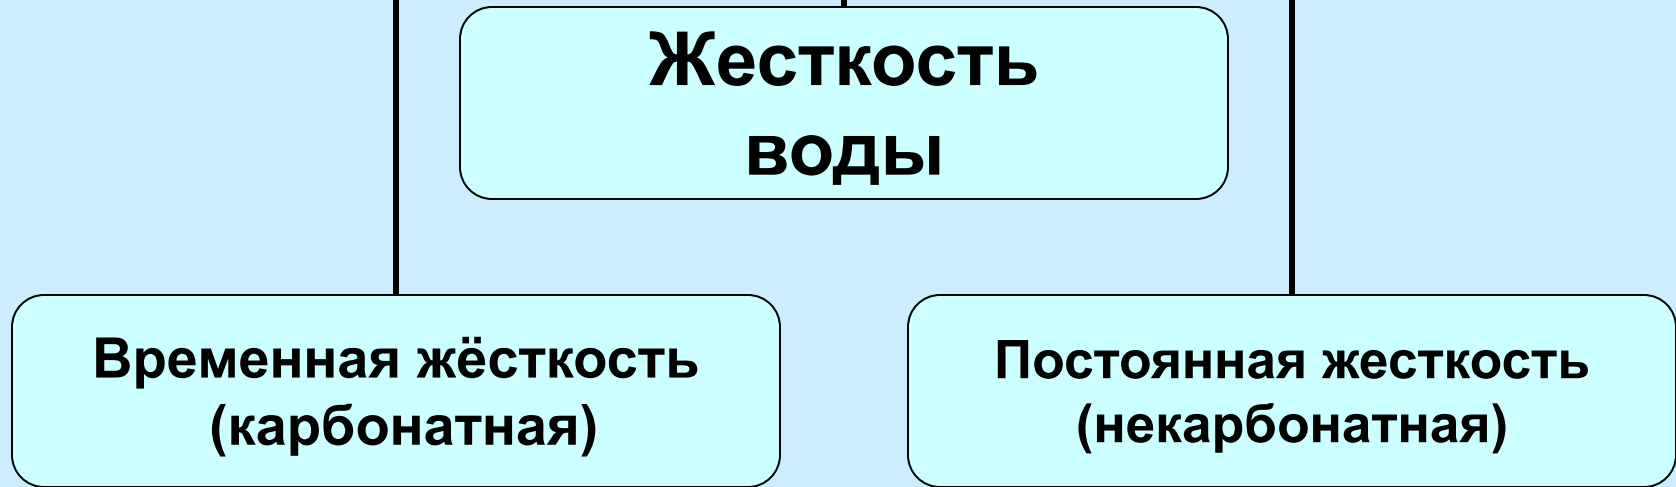 Жесткость
воды
Временная жёсткость
(карбонатная)
Постоянная жесткость
(некарбонатная)